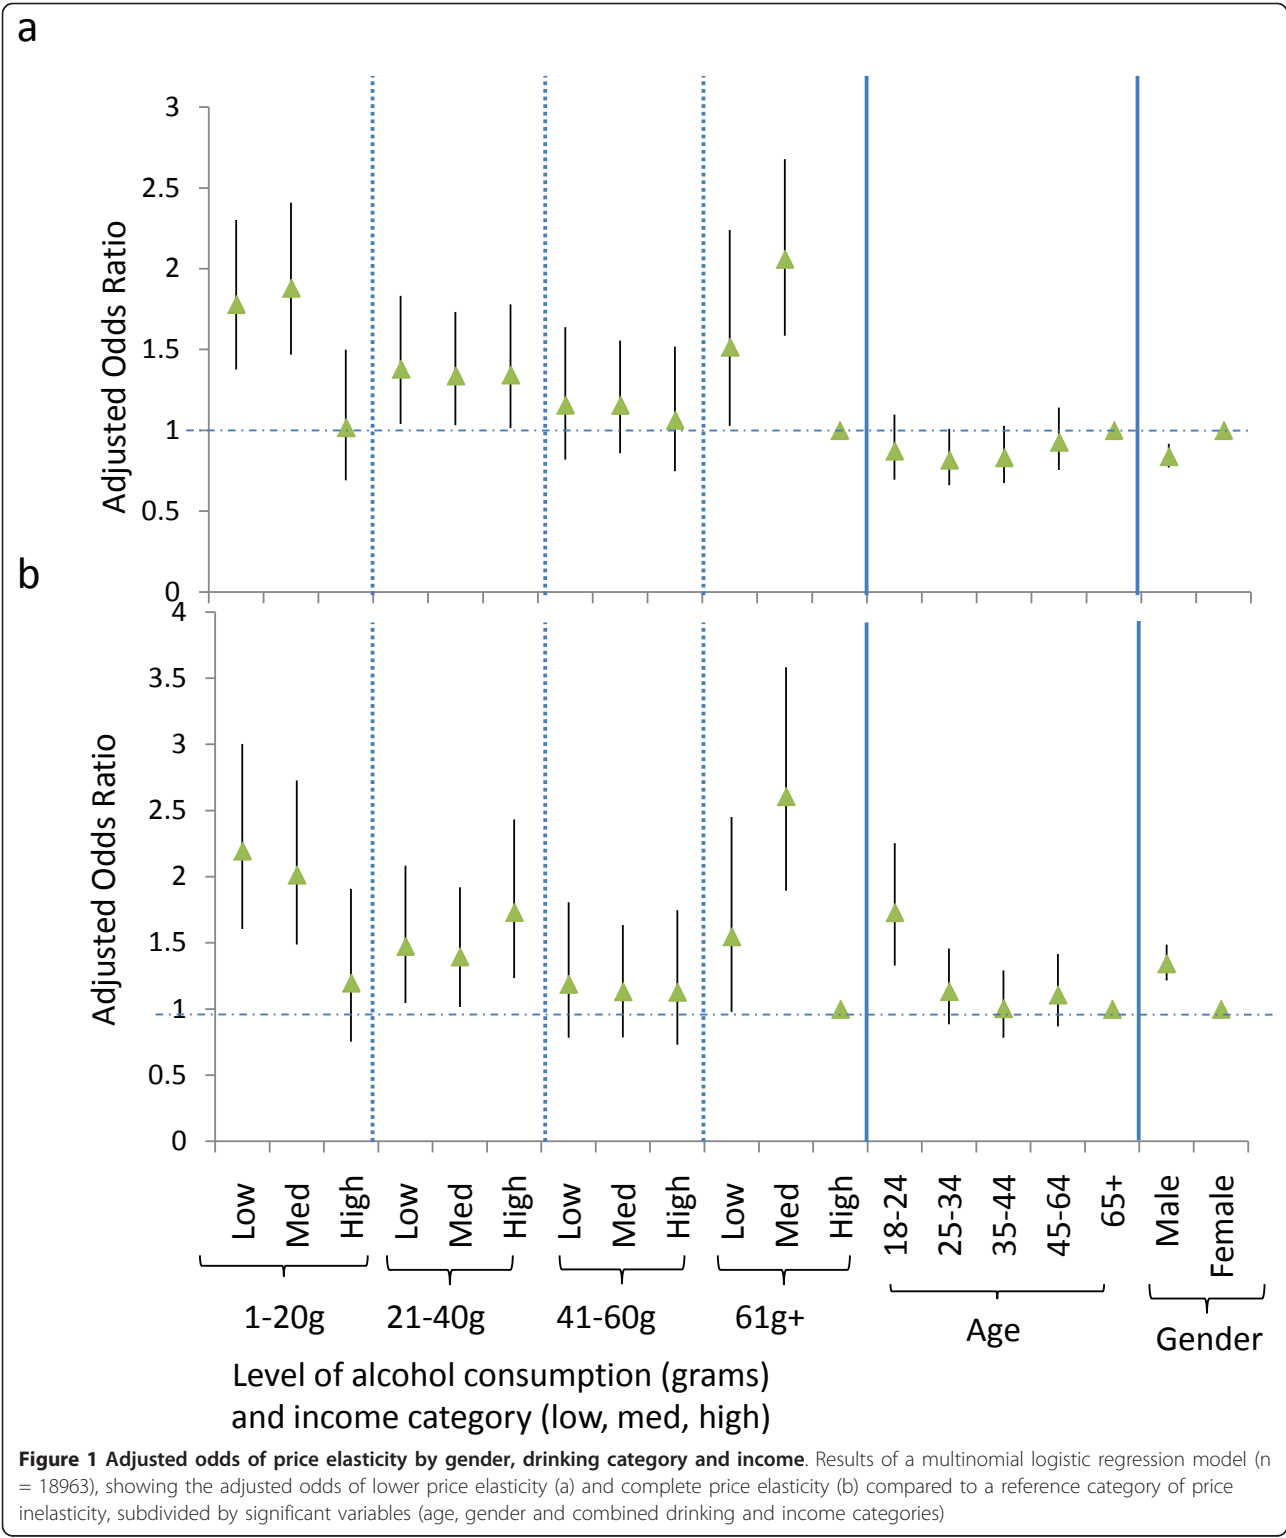 a
3
2.5
2
1.5
1
0.5
0
Adjusted Odds Ratio
b
4
3.5
3
2.5
2
1.5
1
0.5
0
Adjusted Odds Ratio
Low Med High Low Med High Low Med High Low Med High 18-24 25-34 35-44 45-64 65+ Male Female
1-20g 21-40g 41-60g 61g+ Age Gender
Level of alcohol consumption (grams)
and income category (low, med, high)
Figure 1 Adjusted odds of price elasticity by gender, drinking category and income. Results of a multinomial logistic regression model (n
= 18963), showing the adjusted odds of lower price elasticity (a) and complete price elasticity (b) compared to a reference category of price
inelasticity, subdivided by significant variables (age, gender and combined drinking and income categories)